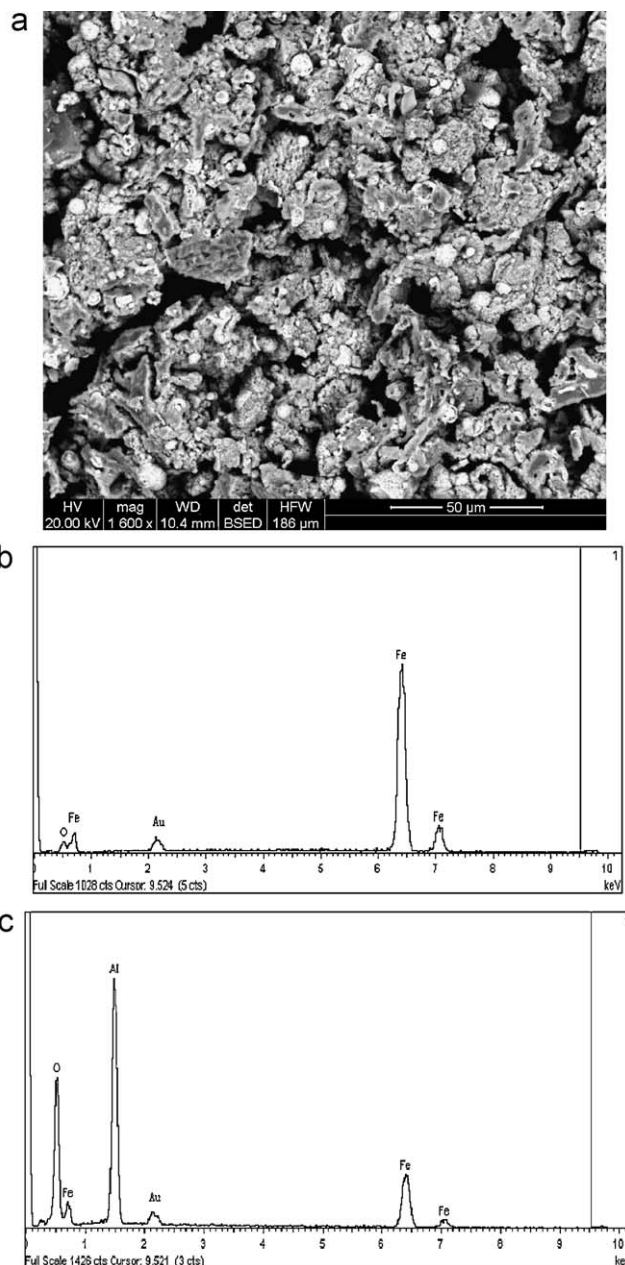 a
HV mag WD det HFW 50 µm
20.00 kV 1 600 x 10.4 mm BSED 186 µm
b
1
Fe
Fe
O
Au
Fe
0 1 2 3 4 5 6 7 8 9 10
Full Scale 1028 cts Cursor: 9.524 (5 cts) keV
c
Al
O
Fe
Fe
Au
Fe
1 2 3 4 5 6 7 8 9 10
Full Scale 1426 cts Cursor: 9.521 (3 cts) ke